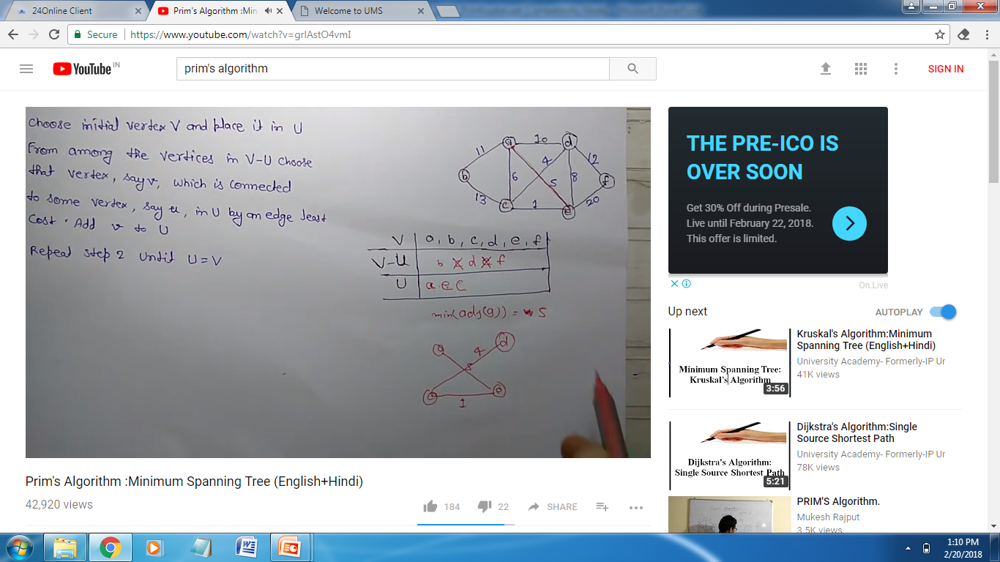 24Online Client
Prim's Algorithm :Min
Welcome to UMS
Secure
https://www.youtube.com/watch?v=grIAstO4vmI
YouTube IN
prim's algorithm
SIGN IN
Choose initial vertex V and place it in U
From among the vertices in V-U choose
that vertex, say v, which is connected
to some vertex, say u, in U by an edge least
Cost. Add v to U
Repeat step 2 Until U=V
a 10 d
11 4 12
b 6 5 8 f
13 20
c 1 e
V a, b, c, d, e, f
V-U b d f
U a e c
min(adj(a)) = 5
a 4 d
5
c e
1
THE PRE-ICO IS
OVER SOON
Get 30% Off during Presale.
Live until February 22, 2018.
This offer is limited.
On.Live
Up next
AUTOPLAY
Minimum Spanning Tree:
Kruskal's Algorithm
3:56
Kruskal's Algorithm:Minimum
Spanning Tree (English+Hindi)
University Academy- Formerly-IP Ur
41K views
Dijkstra's Algorithm:
Single Source Shortest Path
5:21
Dijkstra's Algorithm:Single
Source Shortest Path
University Academy- Formerly-IP Ur
78K views
PRIM'S Algorithm.
Mukesh Rajput
3.5K views
Prim's Algorithm :Minimum Spanning Tree (English+Hindi)
42,920 views
184
22
SHARE
1:10 PM
2/20/2018